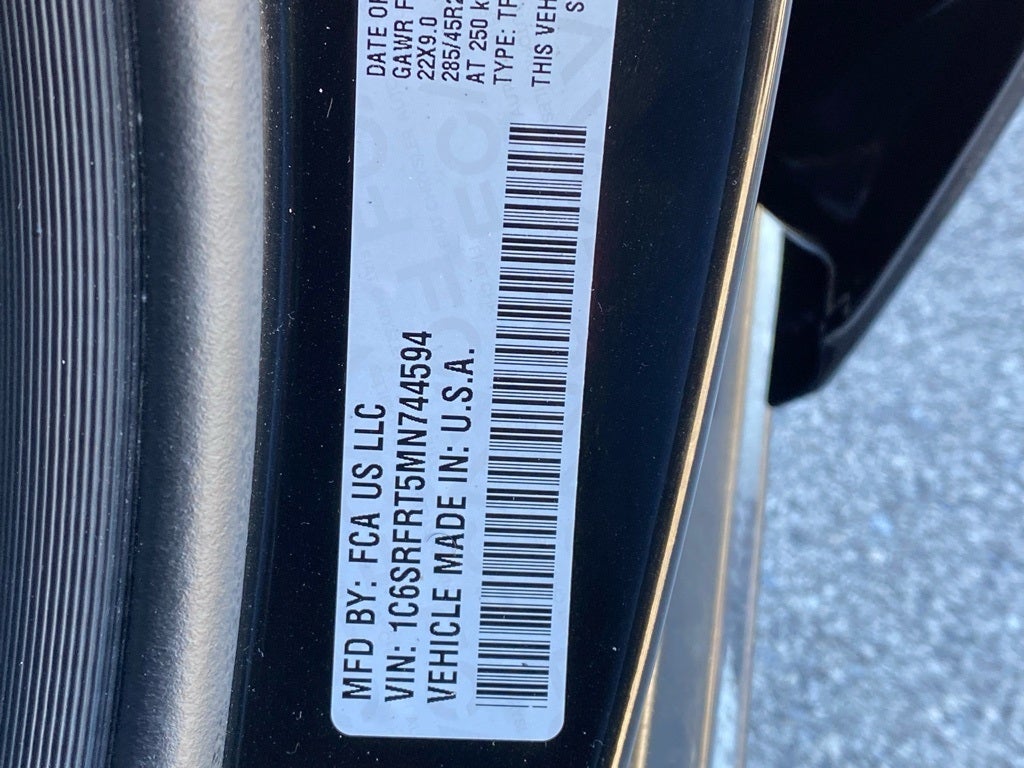 MFD BY: FCA US LLC
VIN: 1C6SRFRT5MN744594
VEHICLE MADE IN: U.S.A.
DATE OF
GAWR F
22X9.0
285/45R2
AT 250 k
TYPE: TR
THIS VEH
S